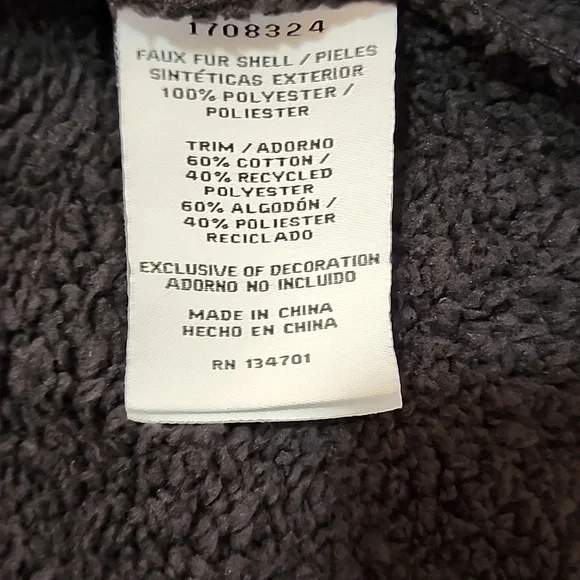 1708324
FAUX FUR SHELL / PIELES
SINTÉTICAS EXTERIOR
100% POLYESTER /
POLIESTER
TRIM / ADORNO
60% COTTON /
40% RECYCLED
POLYESTER
60% ALGODÓN /
40% POLIESTER
RECICLADO
EXCLUSIVE OF DECORATION
ADORNO NO INCLUIDO
MADE IN CHINA
HECHO EN CHINA
RN 134701